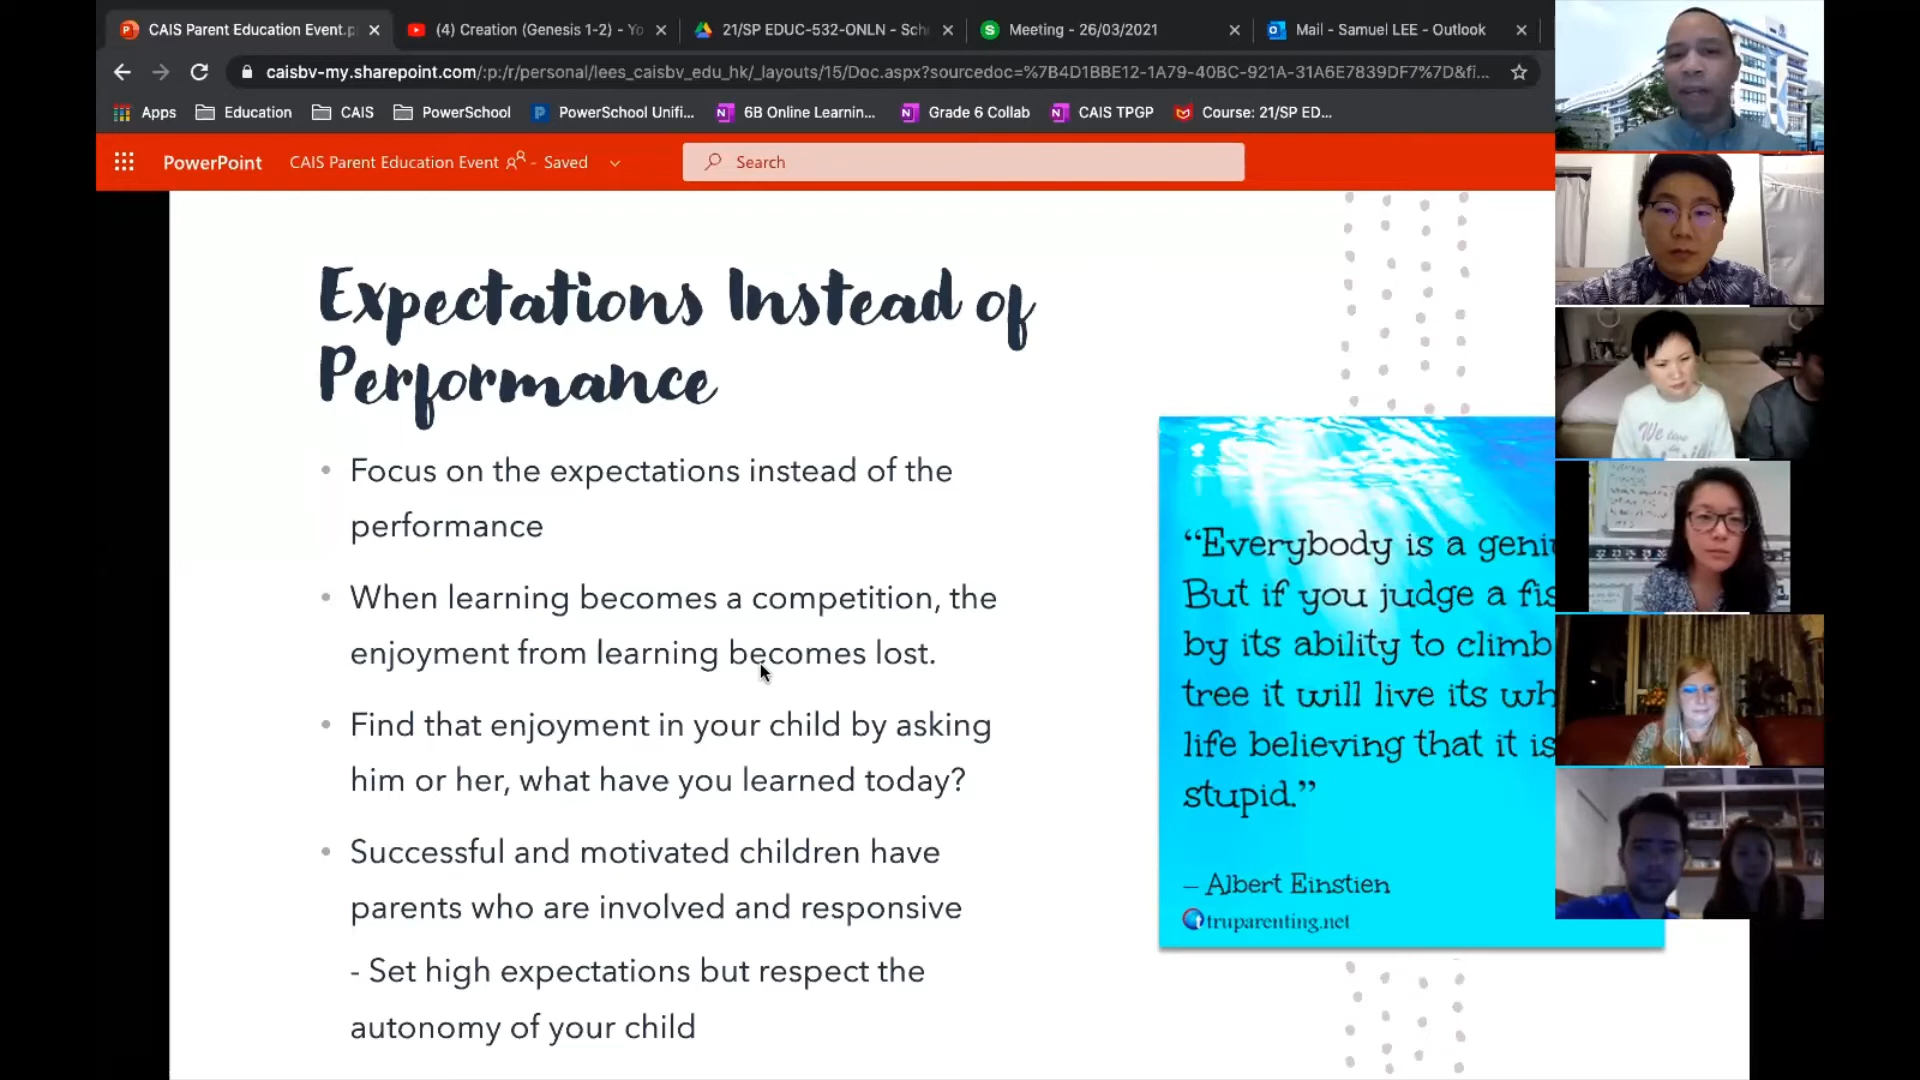 CAIS Parent Education Event.p
(4) Creation (Genesis 1-2) - Yo
21/SP EDUC-532-ONLN - Sch
Meeting - 26/03/2021
Mail - Samuel LEE - Outlook
caisbv-my.sharepoint.com/:p:/r/personal/lees_caisbv_edu_hk/_layouts/15/Doc.aspx?sourcedoc=%7B4D1BBE12-1A79-40BC-921A-31A6E7839DF7%7D&fi...
Apps
Education
CAIS
PowerSchool
PowerSchool Unifi...
6B Online Learnin...
Grade 6 Collab
CAIS TPGP
Course: 21/SP ED...
PowerPoint
CAIS Parent Education Event - Saved
Search
Expectations Instead of
Performance
• Focus on the expectations instead of the
performance
• When learning becomes a competition, the
enjoyment from learning becomes lost.
• Find that enjoyment in your child by asking
him or her, what have you learned today?
• Successful and motivated children have
parents who are involved and responsive
- Set high expectations but respect the
autonomy of your child
“Everybody is a geni
But if you judge a fis
by its ability to climb
tree it will live its wh
life believing that it is
stupid.”
– Albert Einstien
truparenting.net
We